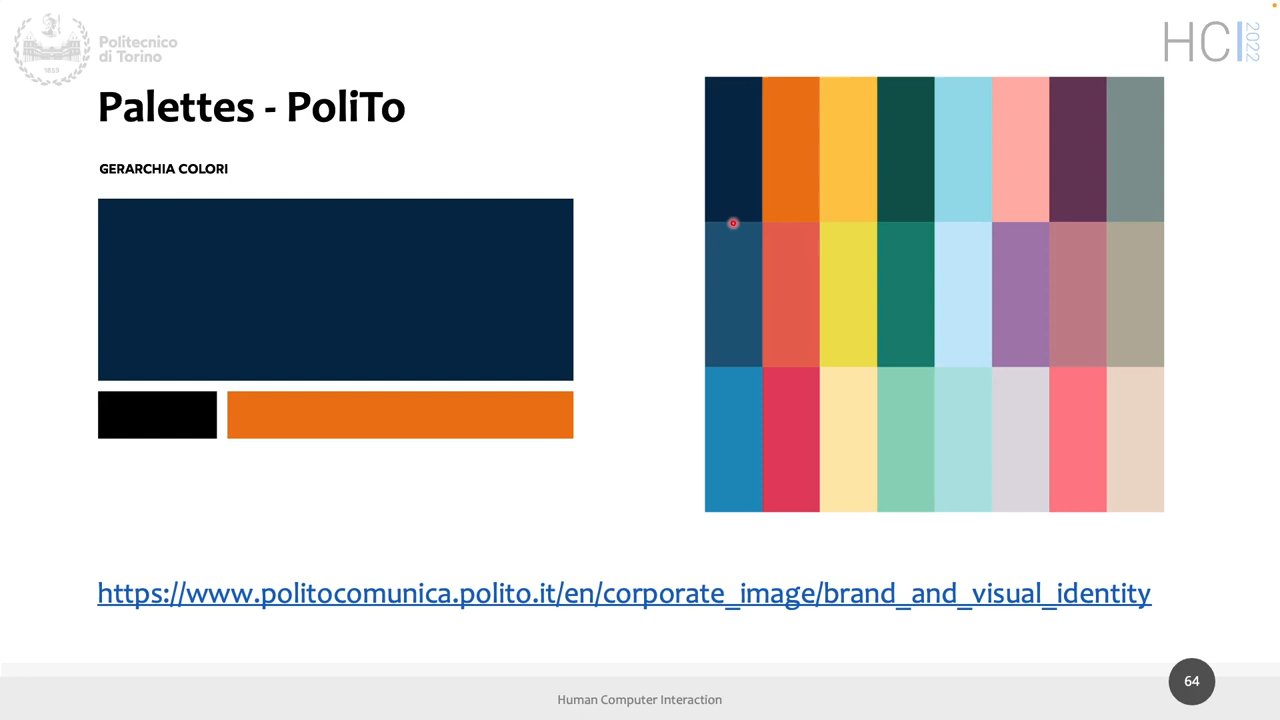 Politecnico
di Torino
1859
HCI 2022
Palettes - PoliTo
GERARCHIA COLORI
https://www.politocomunica.polito.it/en/corporate_image/brand_and_visual_identity
Human Computer Interaction
64